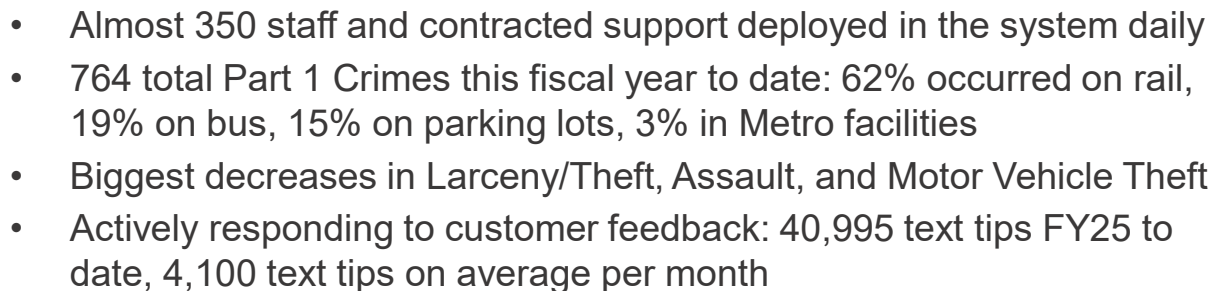 • Almost 350 staff and contracted support deployed in the system daily
• 764 total Part 1 Crimes this fiscal year to date: 62% occurred on rail,
19% on bus, 15% on parking lots, 3% in Metro facilities
• Biggest decreases in Larceny/Theft, Assault, and Motor Vehicle Theft
• Actively responding to customer feedback: 40,995 text tips FY25 to
date, 4,100 text tips on average per month